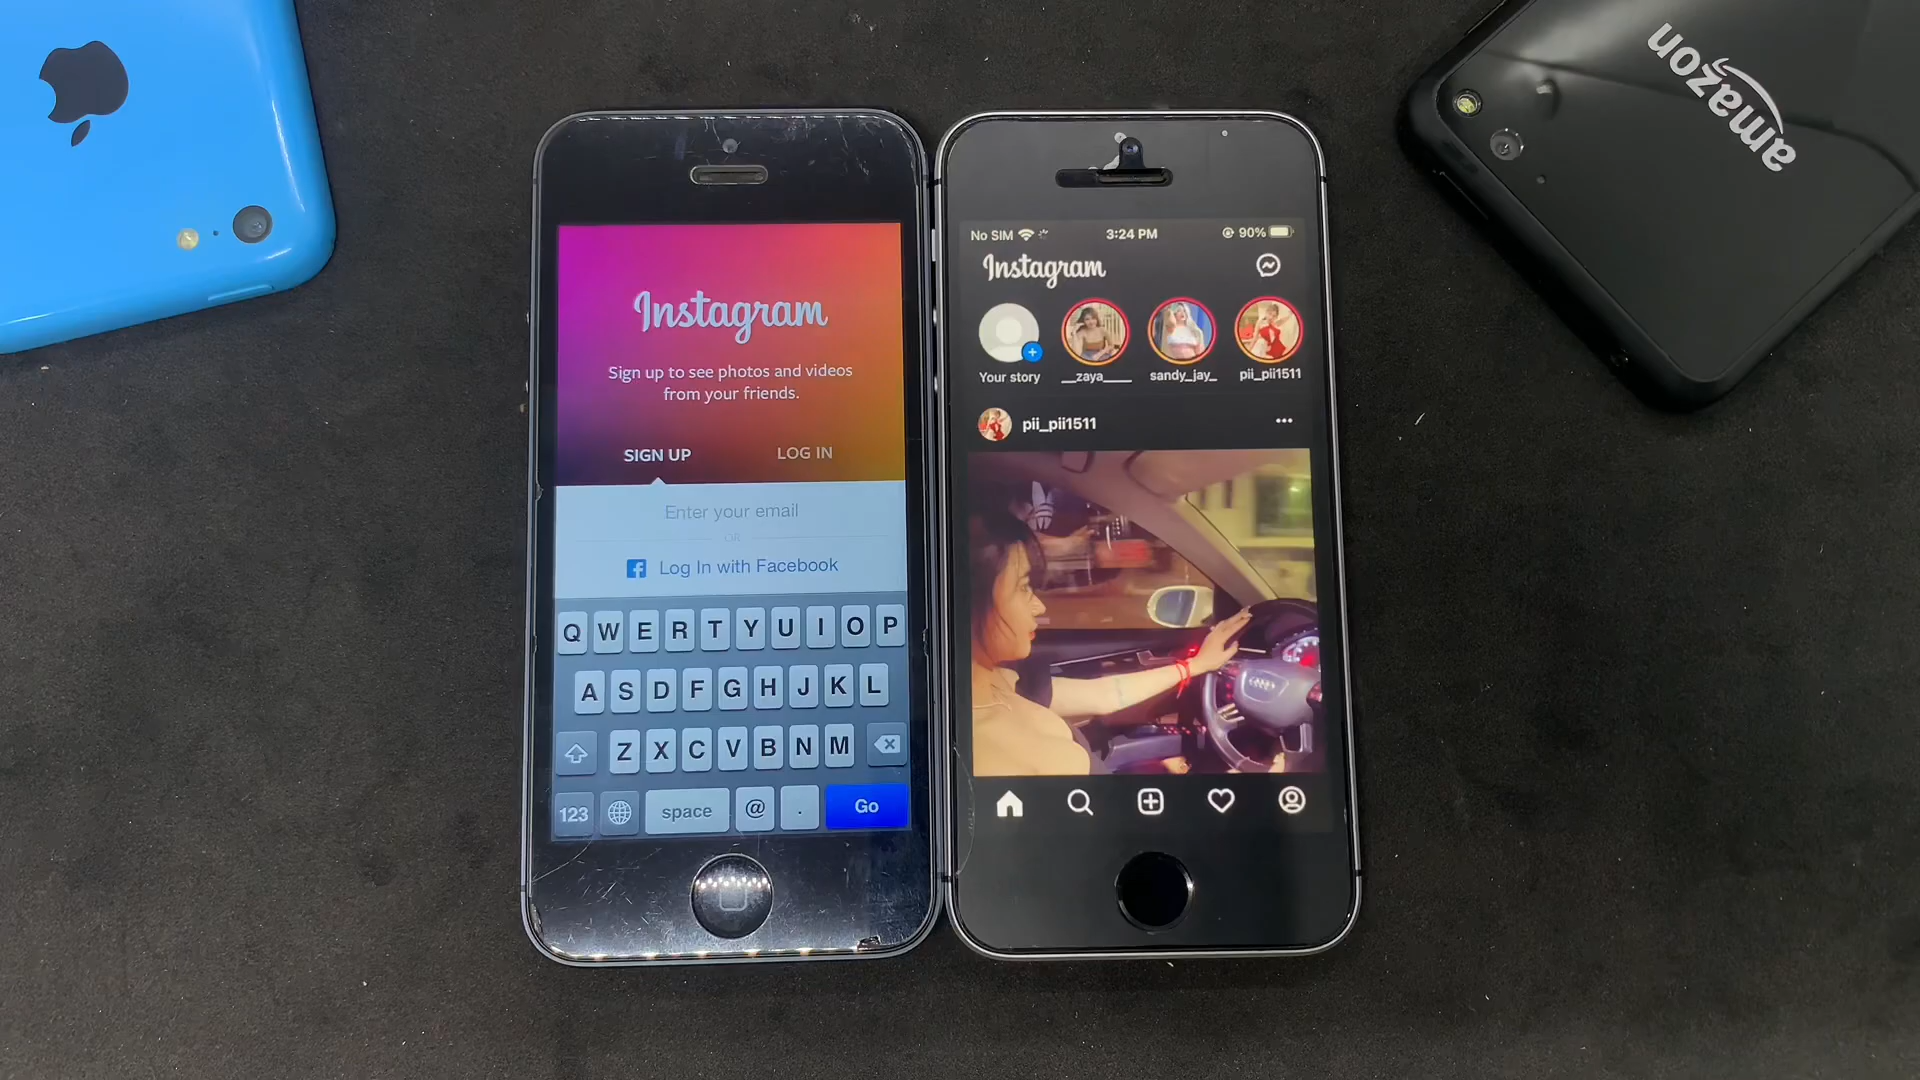 amazon
Instagram
Sign up to see photos and videos
from your friends.
SIGN UP
LOG IN
Enter your email
OR
Log In with Facebook
Q W E R T Y U I O P
A S D F G H J K L
Z X C V B N M
123
space
@
.
Go
No SIM
3:24 PM
90%
Instagram
Your story
__zaya____
sandy_jay_
pii_pii1511
pii_pii1511